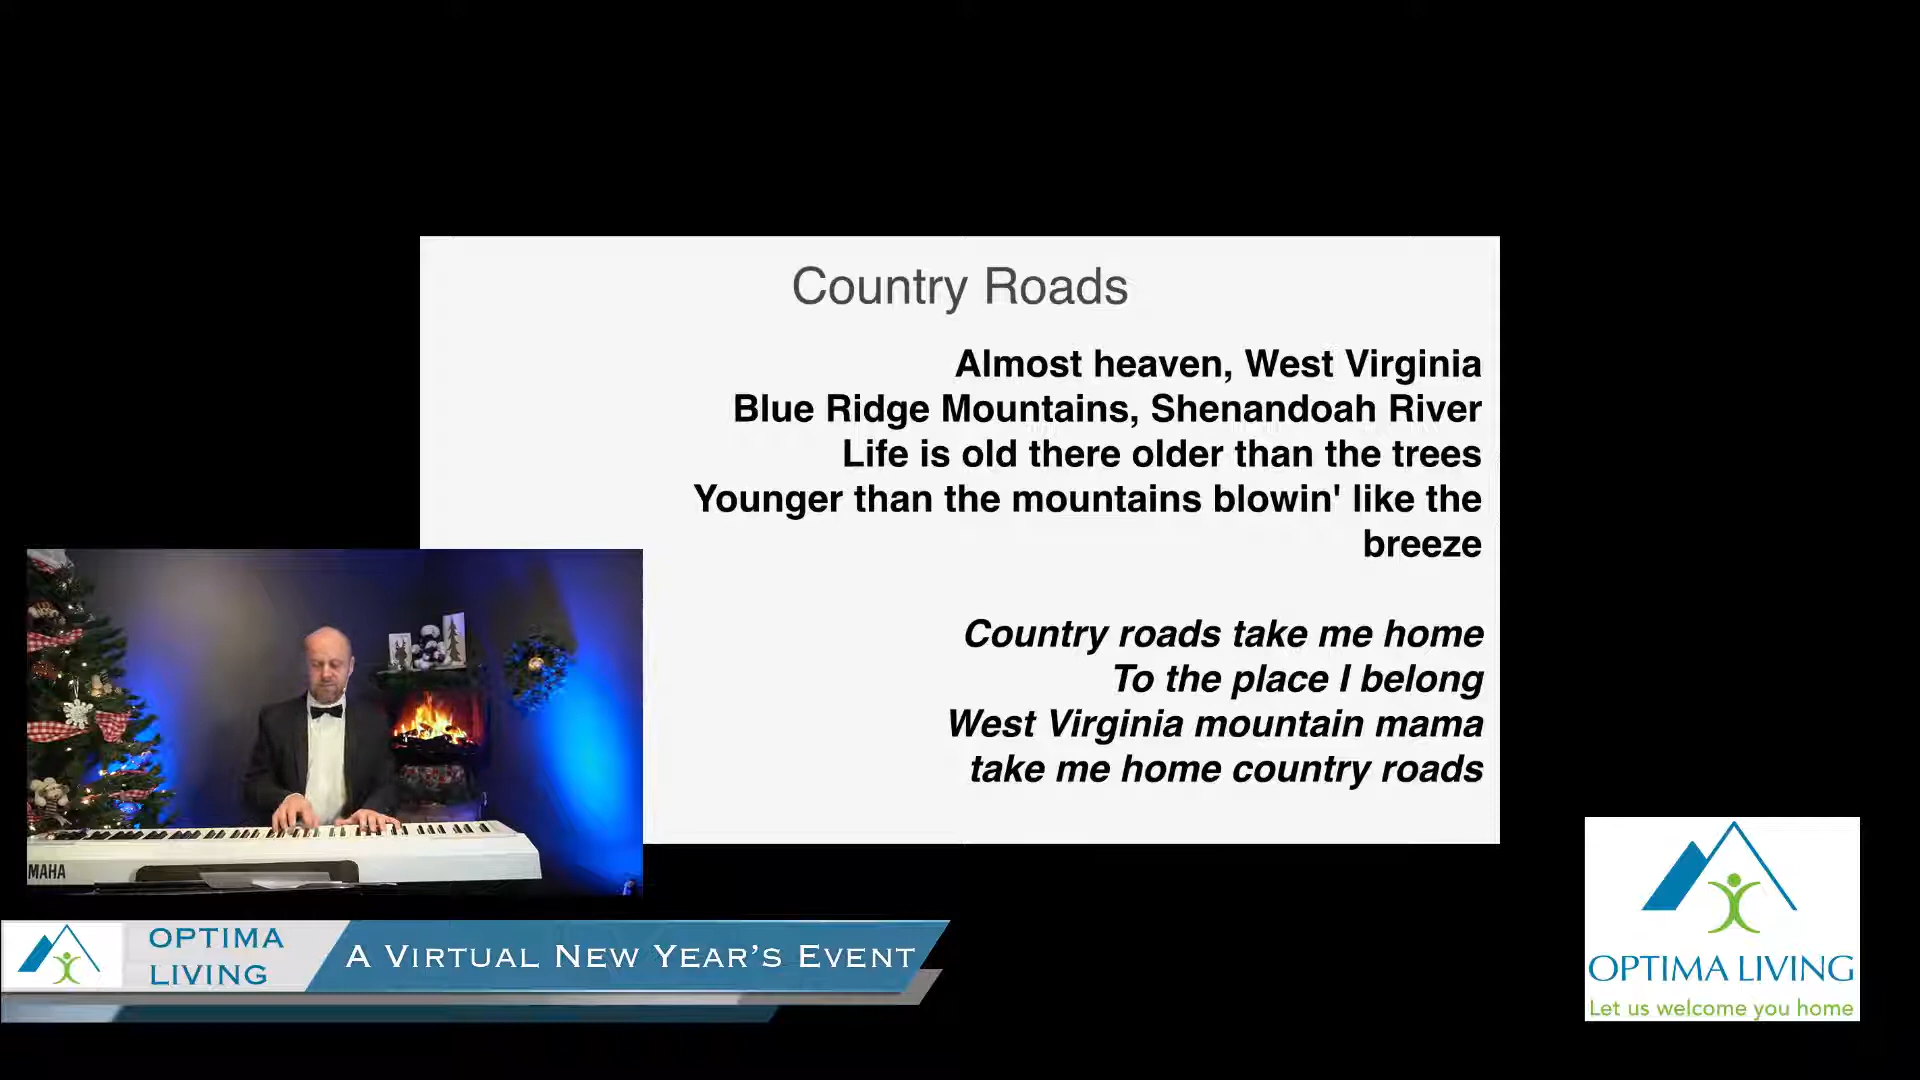 Country Roads
Almost heaven, West Virginia
Blue Ridge Mountains, Shenandoah River
Life is old there older than the trees
Younger than the mountains blowin' like the
breeze
Country roads take me home
To the place I belong
West Virginia mountain mama
take me home country roads
MAHA
OPTIMA
LIVING
A VIRTUAL NEW YEAR'S EVENT
OPTIMA LIVING
Let us welcome you home